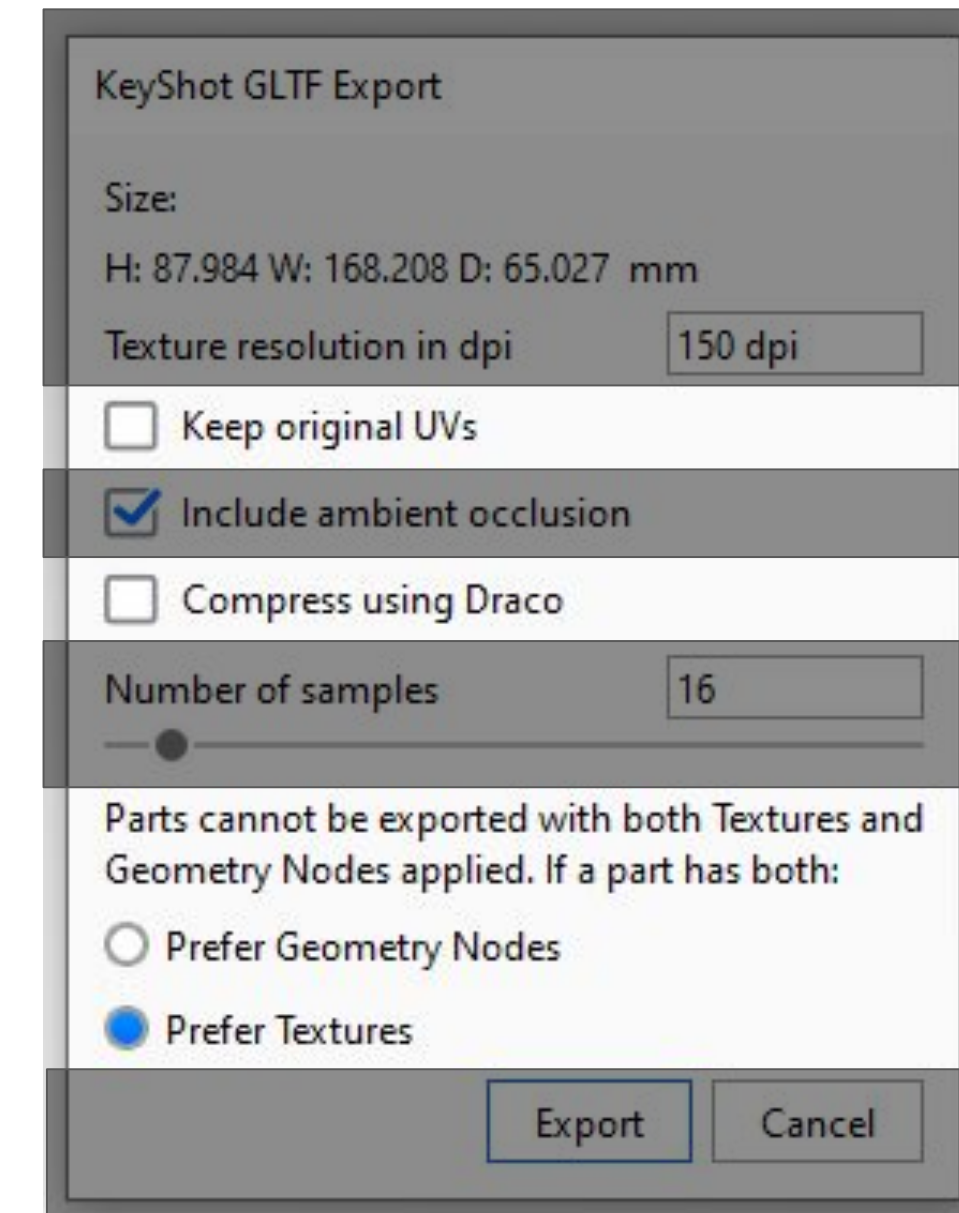 KeyShot GLTF Export
Size:
H: 87.984 W: 168.208 D: 65.027 mm
Texture resolution in dpi 150 dpi
Keep original UVs
Include ambient occlusion
Compress using Draco
Number of samples 16
Parts cannot be exported with both Textures and
Geometry Nodes applied. If a part has both:
Prefer Geometry Nodes
Prefer Textures
Export Cancel